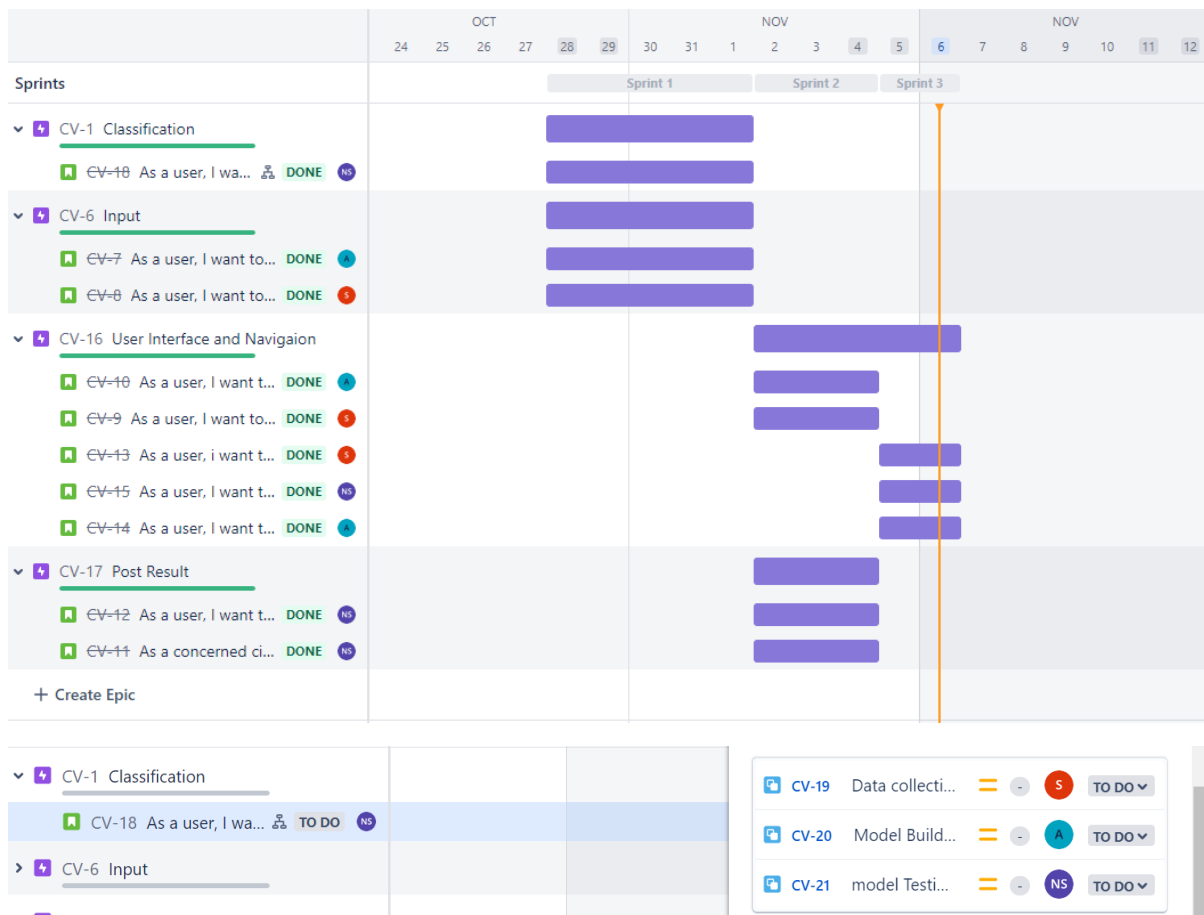 OCT NOV NOV
24 25 26 27 28 29 30 31 1 2 3 4 5 6 7 8 9 10 11 12
Sprints Sprint 1 Sprint 2 Sprint 3
CV-1 Classification
CV-18 As a user, I wa... DONE NS
CV-6 Input
CV-7 As a user, I want to... DONE A
CV-8 As a user, I want to... DONE S
CV-16 User Interface and Navigaion
CV-10 As a user, I want t... DONE A
CV-9 As a user, I want to... DONE S
CV-13 As a user, i want t... DONE S
CV-15 As a user, I want t... DONE NS
CV-14 As a user, I want t... DONE A
CV-17 Post Result
CV-12 As a user, I want t... DONE NS
CV-11 As a concerned ci... DONE NS
+ Create Epic
CV-1 Classification
CV-18 As a user, I wa... TO DO NS
CV-6 Input
CV-19 Data collecti... - S TO DO
CV-20 Model Build... - A TO DO
CV-21 model Testi... - NS TO DO